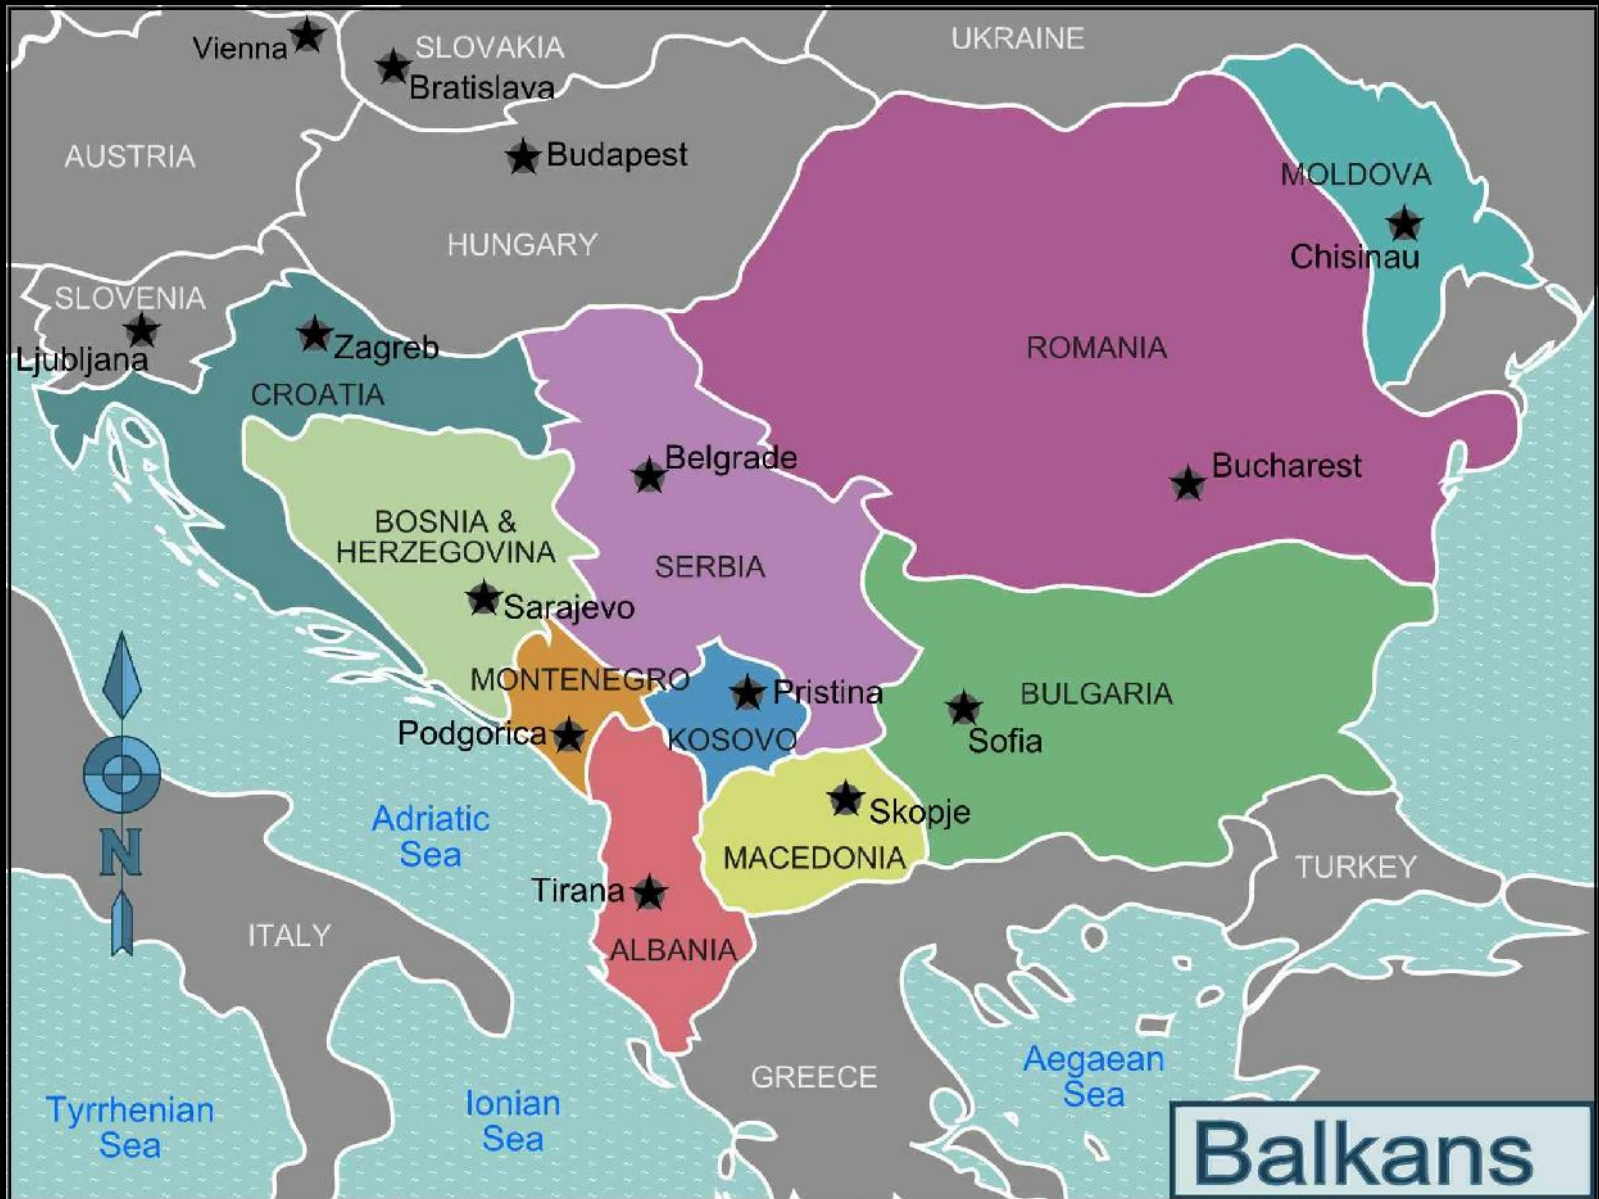 UKRAINE
SLOVAKIA
Vienna
Bratislava
AUSTRIA
Budapest
MOLDOVA
HUNGARY
Chisinau
SLOVENIA
Ljubljana
Zagreb
ROMANIA
CROATIA
Belgrade
Bucharest
BOSNIA &
HERZEGOVINA
SERBIA
Sarajevo
MONTENEGRO
Pristina
BULGARIA
Podgorica
KOSOVO
Sofia
Adriatic
Sea
Skopje
N
MACEDONIA
TURKEY
Tirana
ITALY
ALBANIA
GREECE
Aegaean
Sea
Tyrrhenian
Sea
Ionian
Sea
Balkans